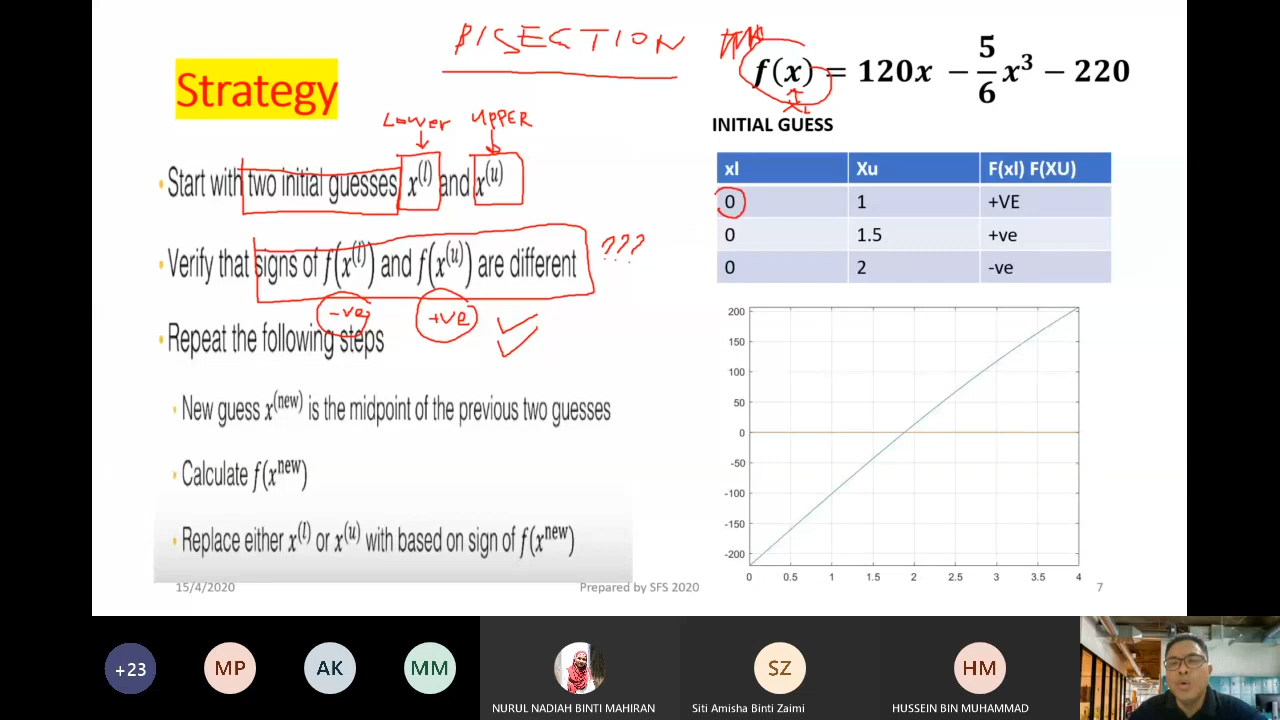 BISECTION
f(x) = 120x − 5/6 x³ − 220
Strategy
Lower UPPER
INITIAL GUESS
• Start with two initial guesses x⁽ˡ⁾ and x⁽ᵘ⁾
• Verify that signs of f(x⁽ˡ⁾) and f(x⁽ᵘ⁾) are different ???
-ve +ve
• Repeat the following steps
• New guess x⁽ⁿᵉʷ⁾ is the midpoint of the previous two guesses
• Calculate f(xⁿᵉʷ)
• Replace either x⁽ˡ⁾ or x⁽ᵘ⁾ with based on sign of f(xⁿᵉʷ)
xl Xu F(xl) F(XU)
0 1 +VE
0 1.5 +ve
0 2 -ve
200
150
100
50
0
-50
-100
-150
-200
0 0.5 1 1.5 2 2.5 3 3.5 4
15/4/2020 Prepared by SFS 2020 7
+23 MP AK MM SZ HM
NURUL NADIAH BINTI MAHIRAN Siti Amisha Binti Zaimi HUSSEIN BIN MUHAMMAD